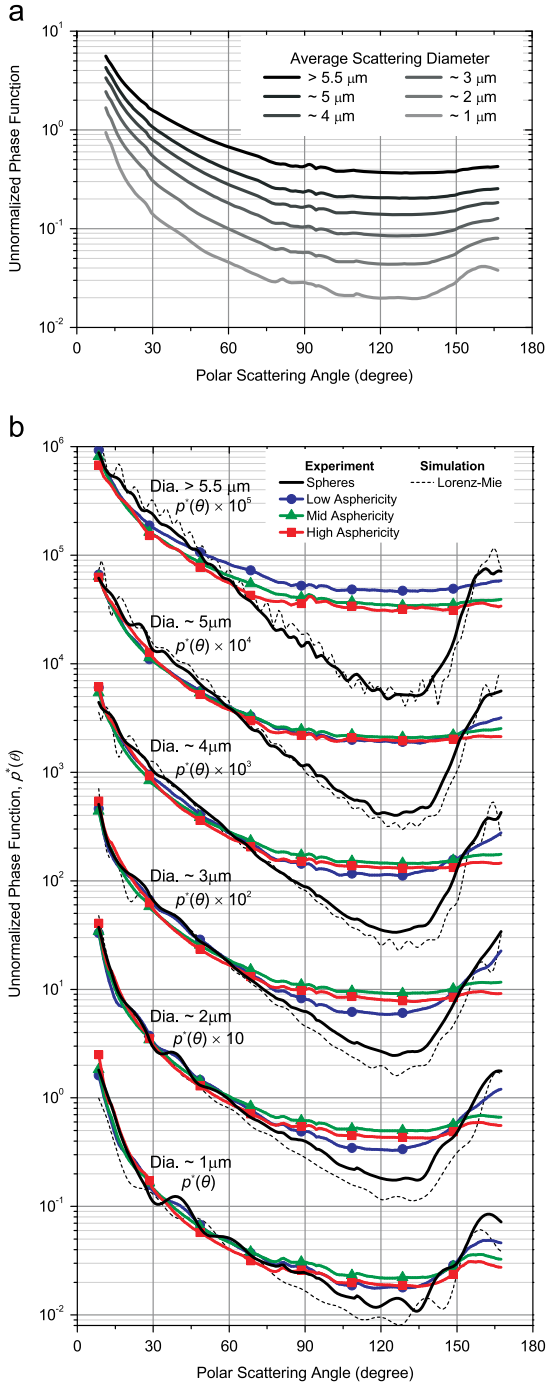 a
10^1
10^0
10^-1
10^-2
Unnormalized Phase Function
Average Scattering Diameter
> 5.5 μm
~ 3 μm
~ 5 μm
~ 2 μm
~ 4 μm
~ 1 μm
0 30 60 90 120 150 180
Polar Scattering Angle (degree)
b
10^6
10^5
10^4
10^3
10^2
10^1
10^0
10^-1
10^-2
Unnormalized Phase Function, p*(θ)
Experiment
Simulation
Spheres
Lorenz-Mie
Low Asphericity
Mid Asphericity
High Asphericity
Dia. > 5.5 μm
p*(θ) × 10^5
Dia. ~ 5μm
p*(θ) × 10^4
Dia. ~ 4μm
p*(θ) × 10^3
Dia. ~ 3μm
p*(θ) × 10^2
Dia. ~ 2μm
p*(θ) × 10
Dia. ~ 1μm
p*(θ)
0 30 60 90 120 150 180
Polar Scattering Angle (degree)